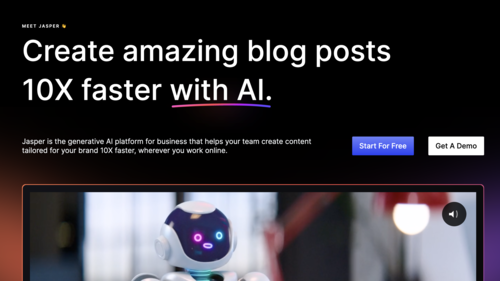 MEET JASPER 👋
Create amazing blog posts
10X faster with AI.
Jasper is the generative AI platform for business that helps your team create content
tailored for your brand 10X faster, wherever you work online.
Start For Free
Get A Demo